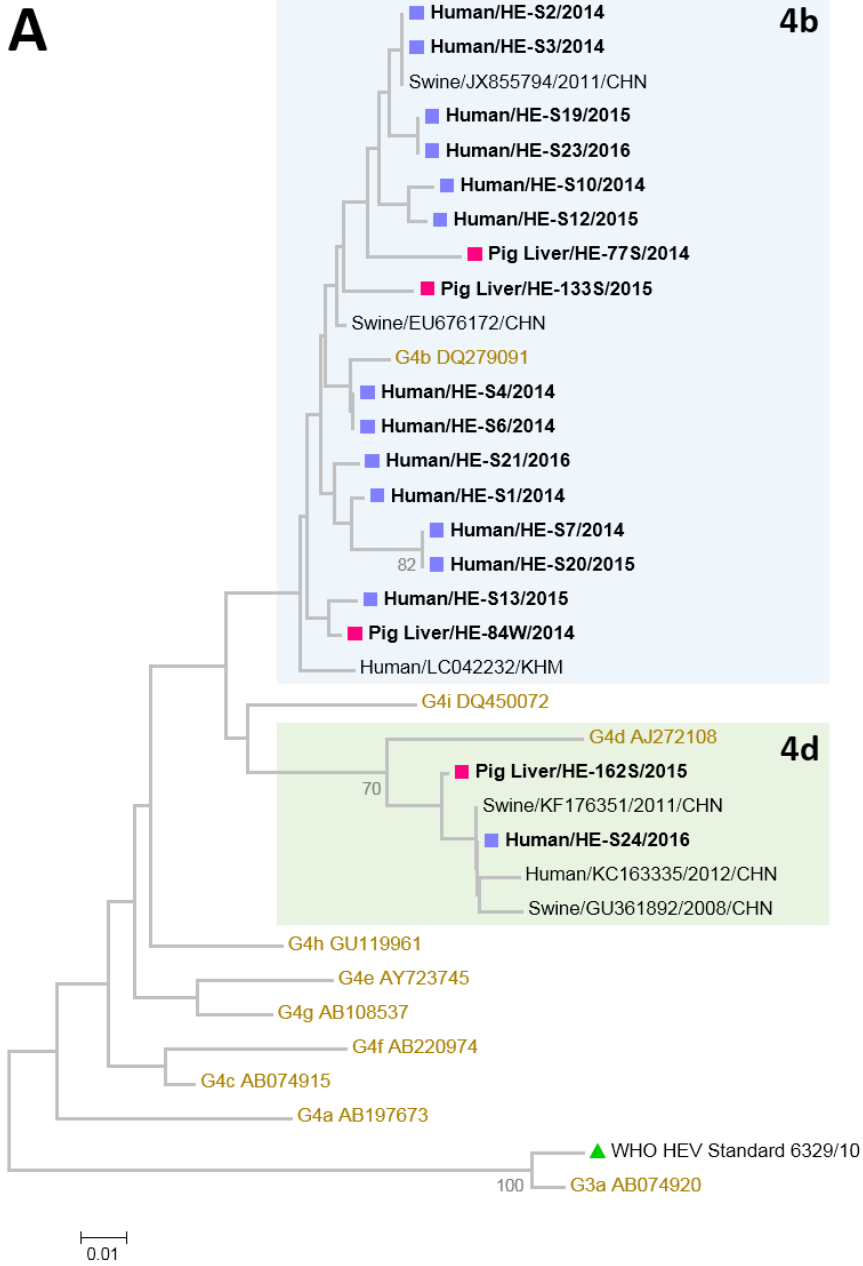 A
4b
Human/HE-S2/2014
Human/HE-S3/2014
Swine/JX855794/2011/CHN
Human/HE-S19/2015
Human/HE-S23/2016
Human/HE-S10/2014
Human/HE-S12/2015
Pig Liver/HE-77S/2014
Pig Liver/HE-133S/2015
Swine/EU676172/CHN
G4b DQ279091
Human/HE-S4/2014
Human/HE-S6/2014
Human/HE-S21/2016
Human/HE-S1/2014
Human/HE-S7/2014
82
Human/HE-S20/2015
Human/HE-S13/2015
Pig Liver/HE-84W/2014
Human/LC042232/KHM
G4i DQ450072
G4d AJ272108
4d
Pig Liver/HE-162S/2015
70
Swine/KF176351/2011/CHN
Human/HE-S24/2016
Human/KC163335/2012/CHN
Swine/GU361892/2008/CHN
G4h GU119961
G4e AY723745
G4g AB108537
G4f AB220974
G4c AB074915
G4a AB197673
WHO HEV Standard 6329/10
100
G3a AB074920
0.01